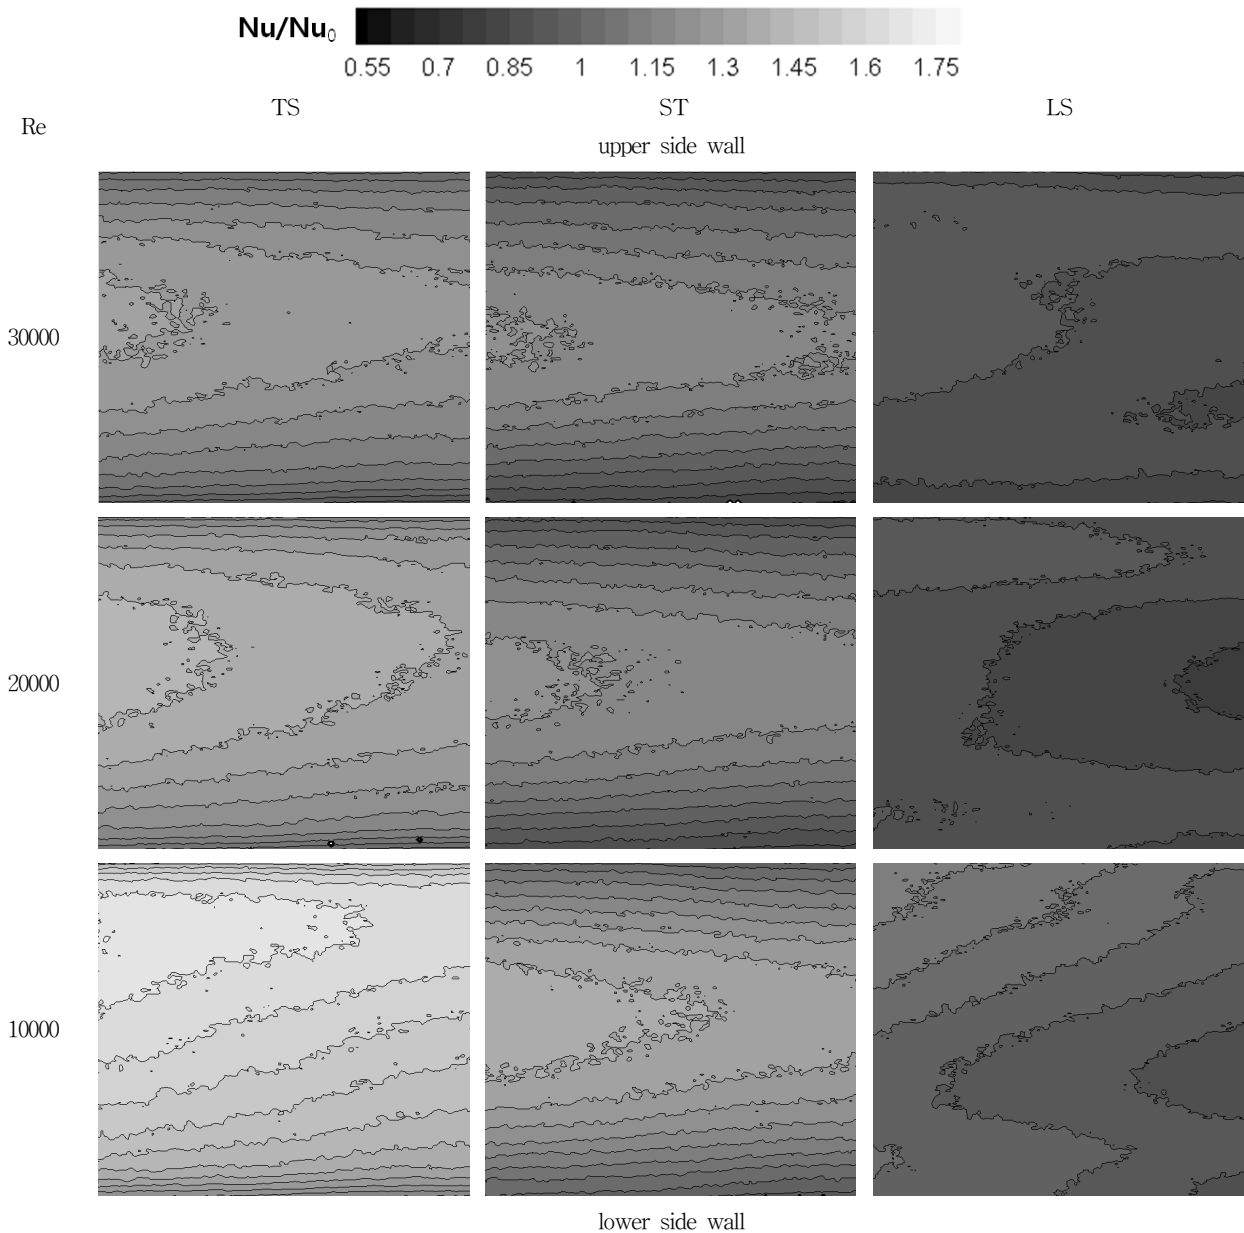 Nu/Nu₀
0.55 0.7 0.85 1 1.15 1.3 1.45 1.6 1.75
TS ST LS
Re
upper side wall
30000
20000
10000
lower side wall